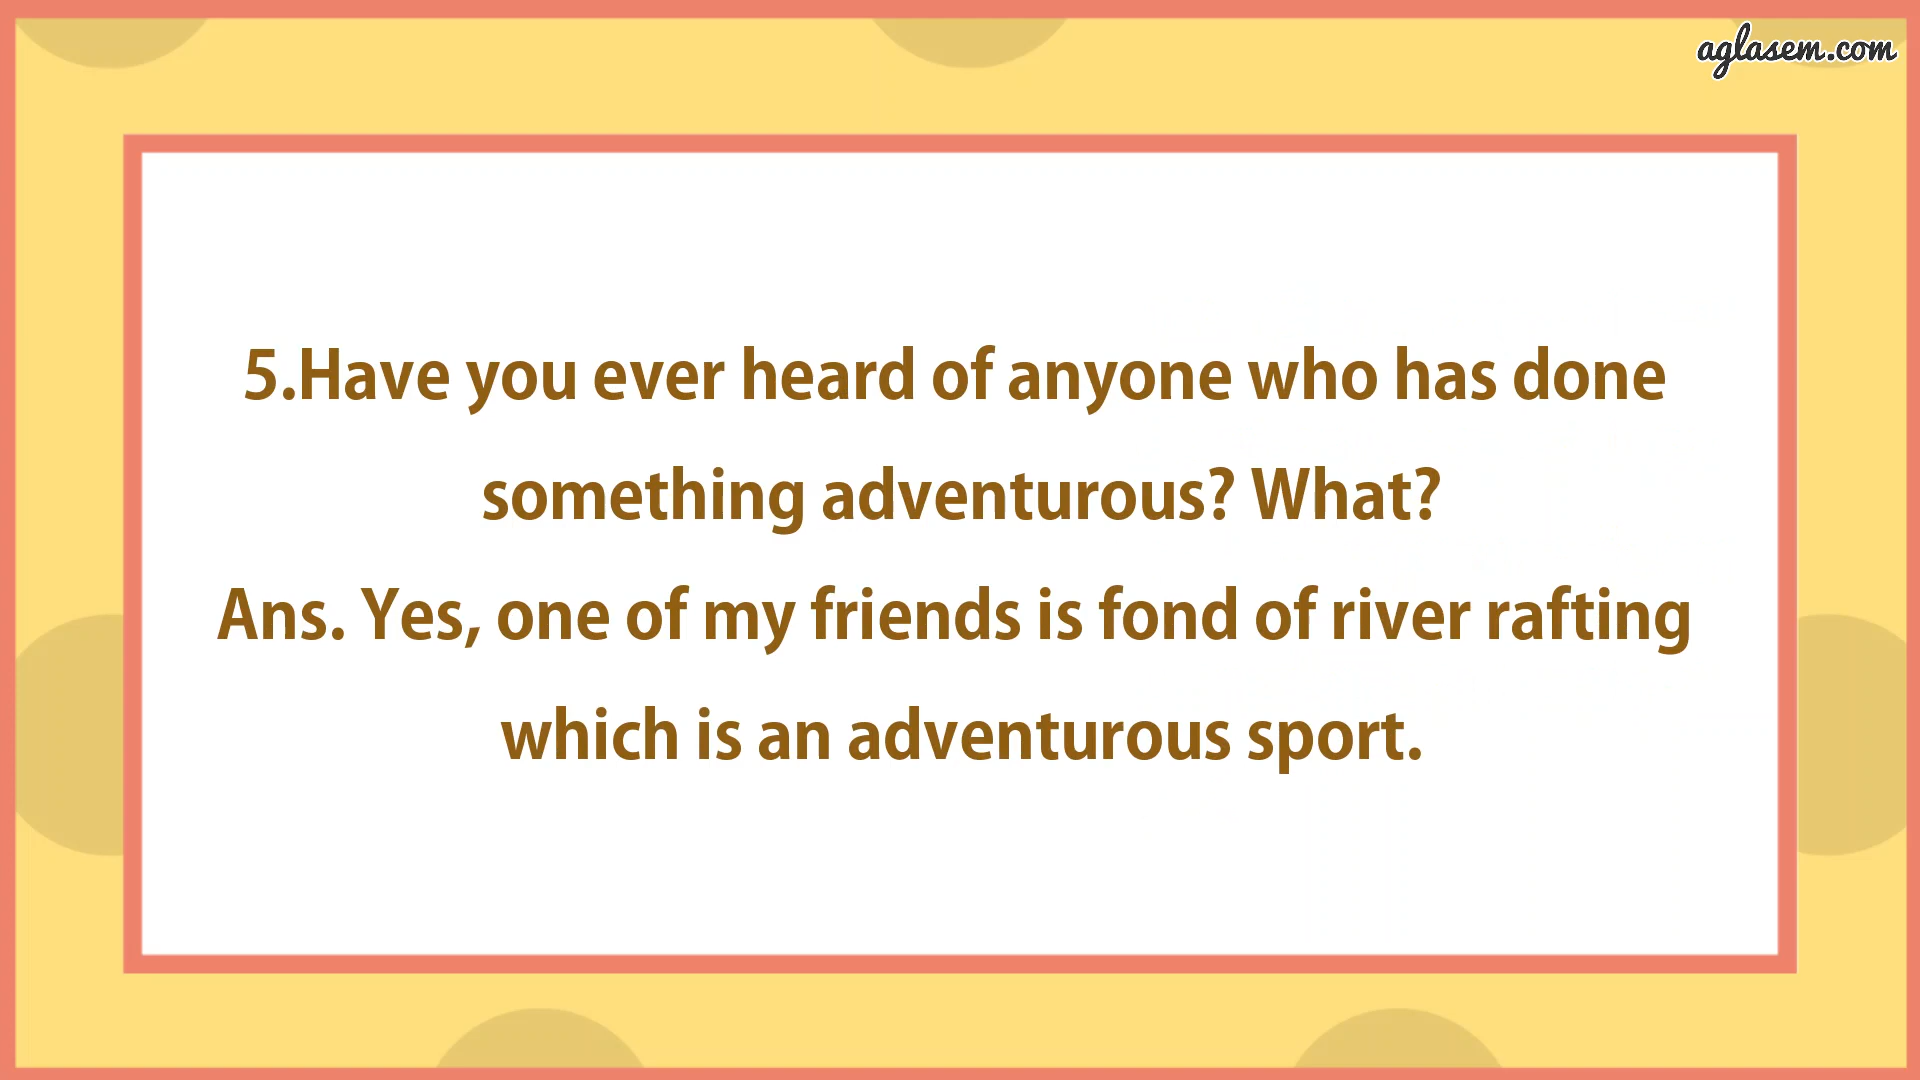 aglasem.com
5.Have you ever heard of anyone who has done
something adventurous? What?
Ans. Yes, one of my friends is fond of river rafting
which is an adventurous sport.